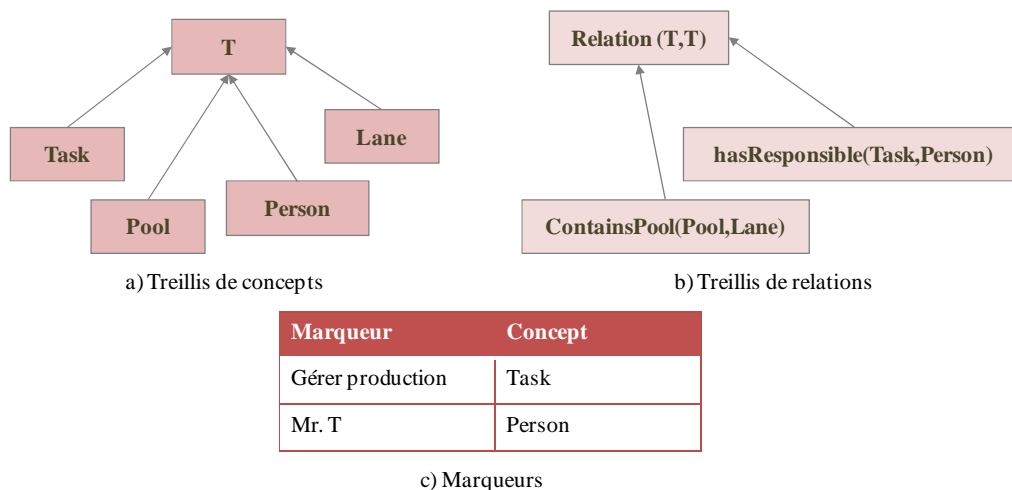 T
Task
Pool
Person
Lane
a) Treillis de concepts
Relation (T,T)
hasResponsible(Task,Person)
ContainsPool(Pool,Lane)
b) Treillis de relations
Marqueur Concept
Gérer production Task
Mr. T Person
c) Marqueurs